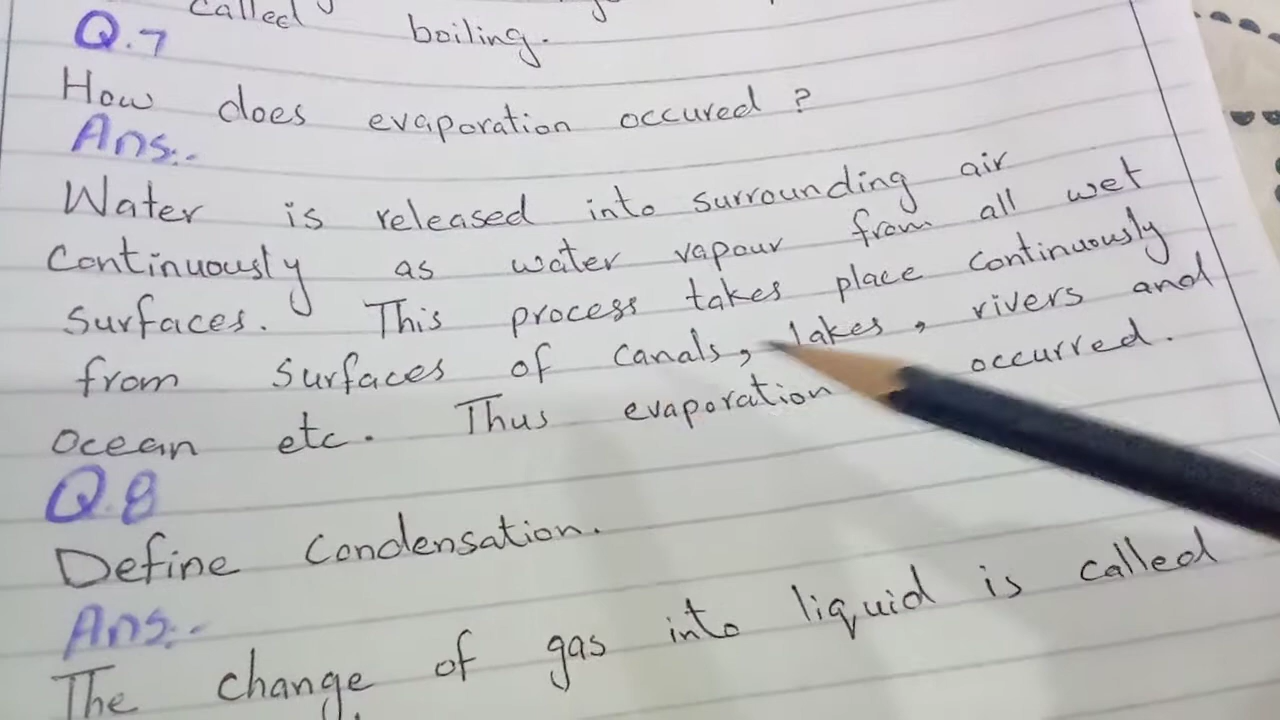 called
boiling.
Q.7
How does evaporation occured ?
Ans:-
Water is released into surrounding air
continuously as water vapour from all wet
surfaces. This process takes place continuously
from surfaces of canals, lakes, rivers and
ocean etc. Thus evaporation occurred.
Q.8
Define Condensation.
Ans:-
The change of gas into liquid is called